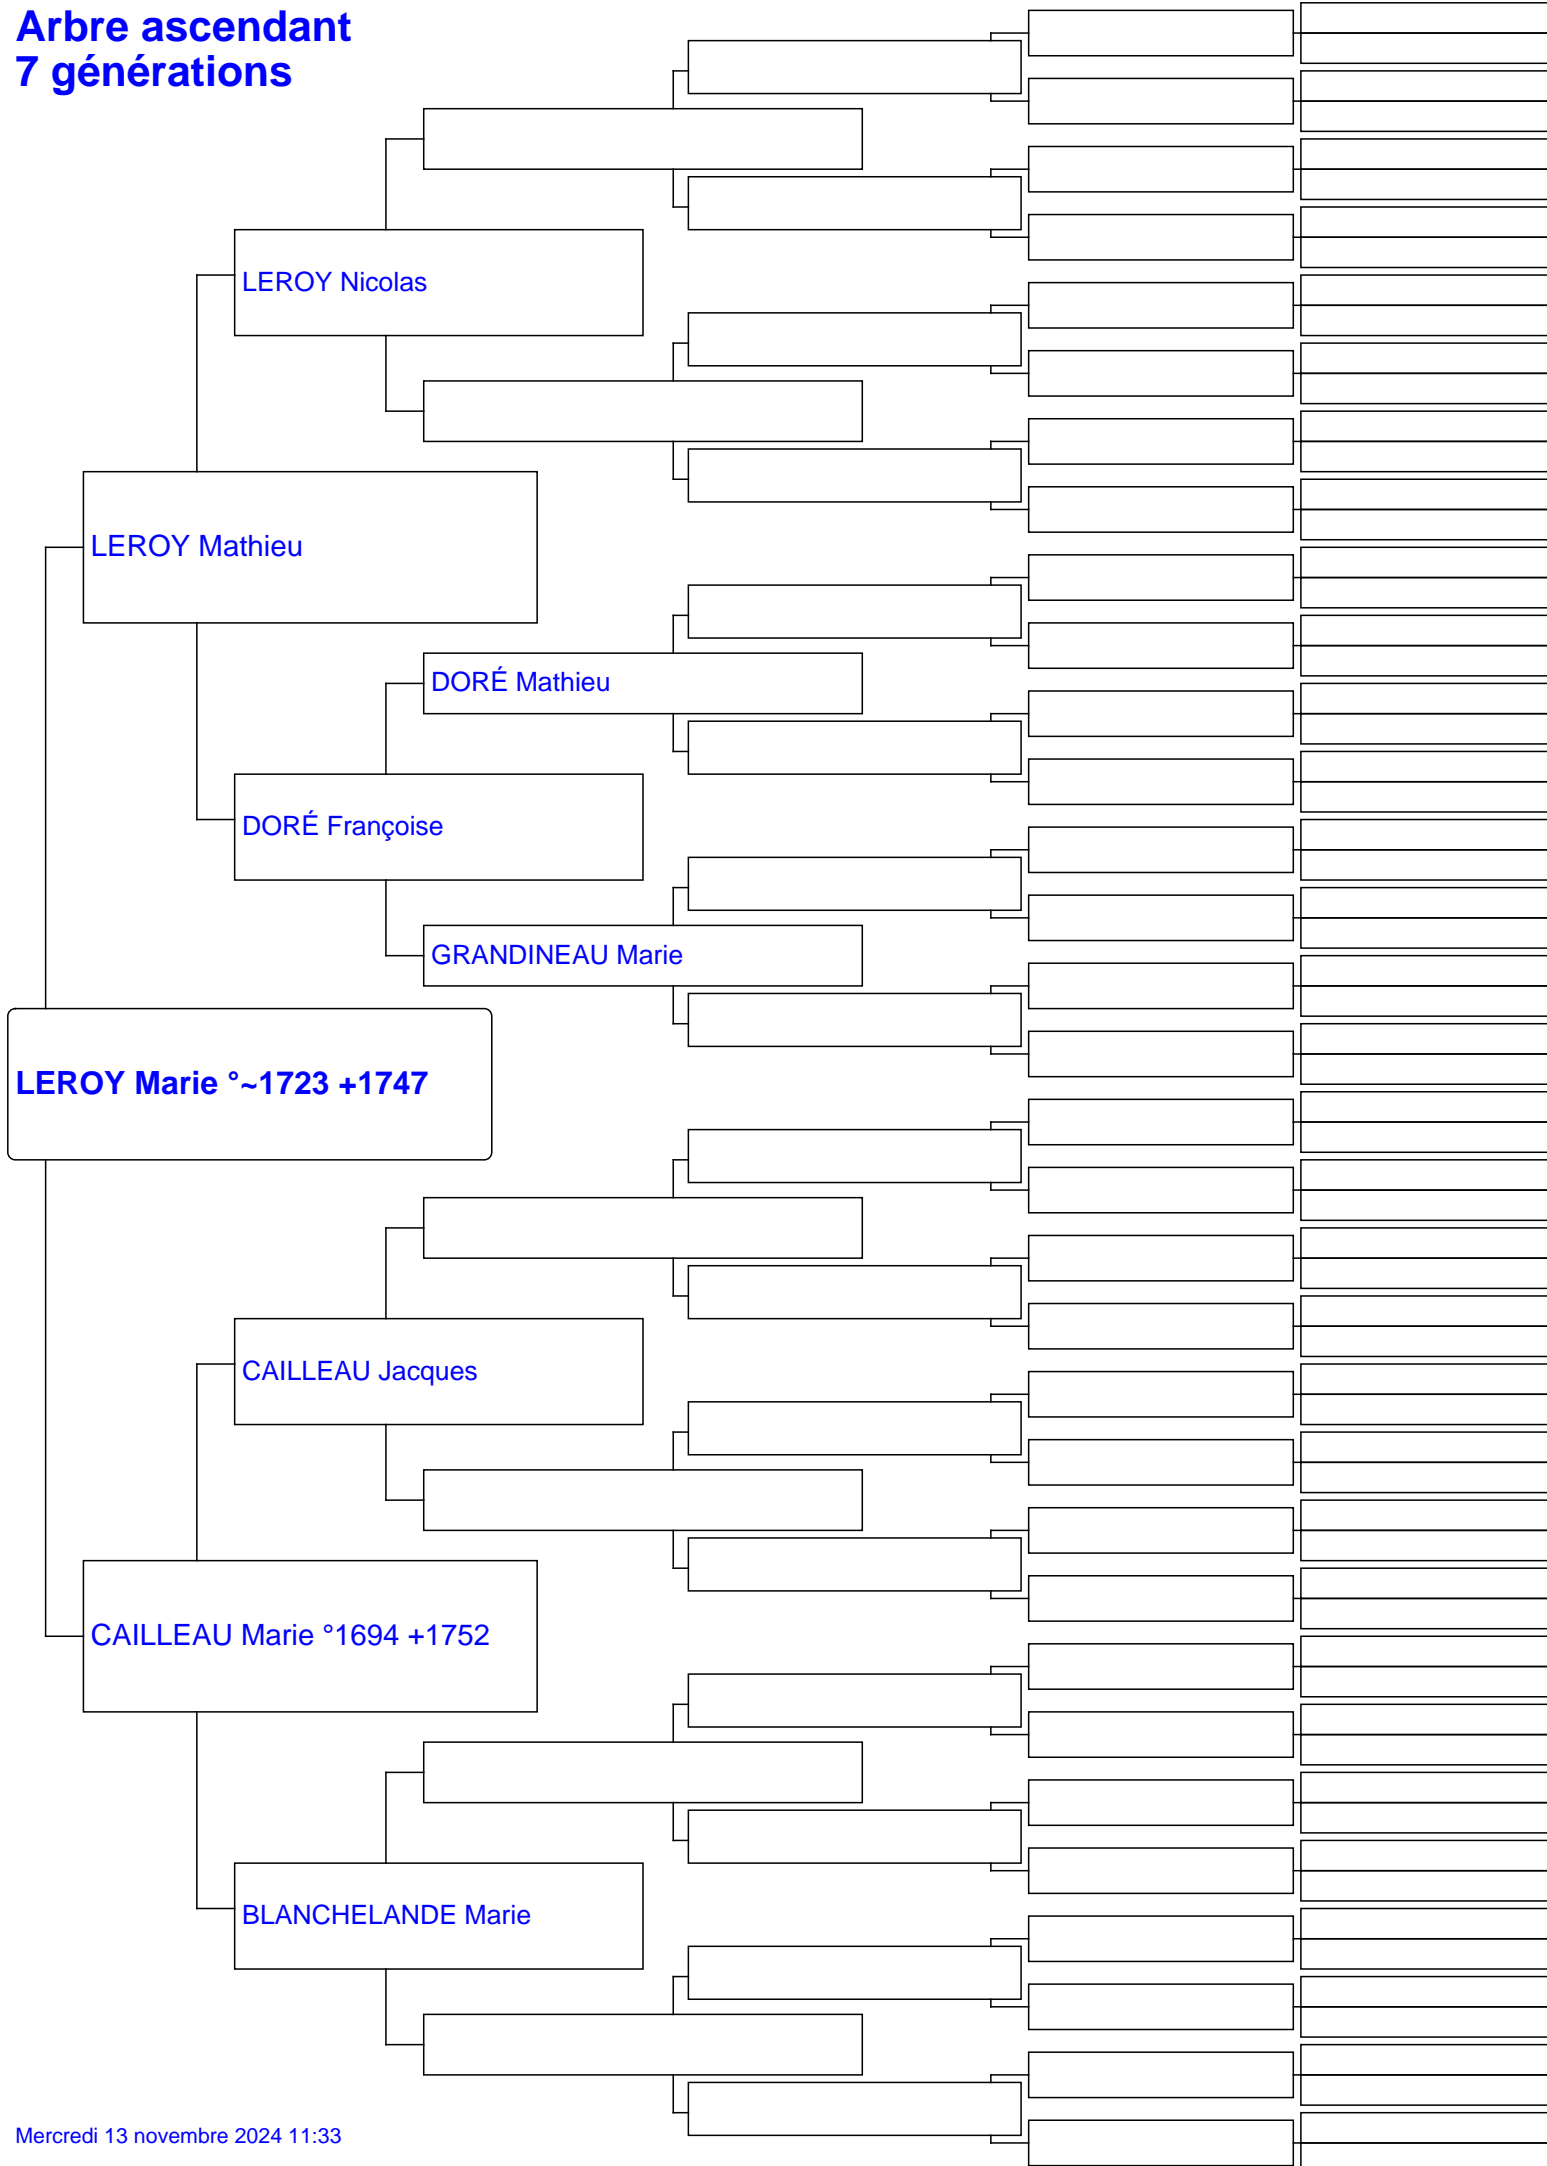 Arbre ascendant
7 générations
LEROY Nicolas
LEROY Mathieu
DORÉ Mathieu
DORÉ Françoise
GRANDINEAU Marie
LEROY Marie °~1723 +1747
CAILLEAU Jacques
CAILLEAU Marie °1694 +1752
BLANCHELANDE Marie
Mercredi 13 novembre 2024 11:33